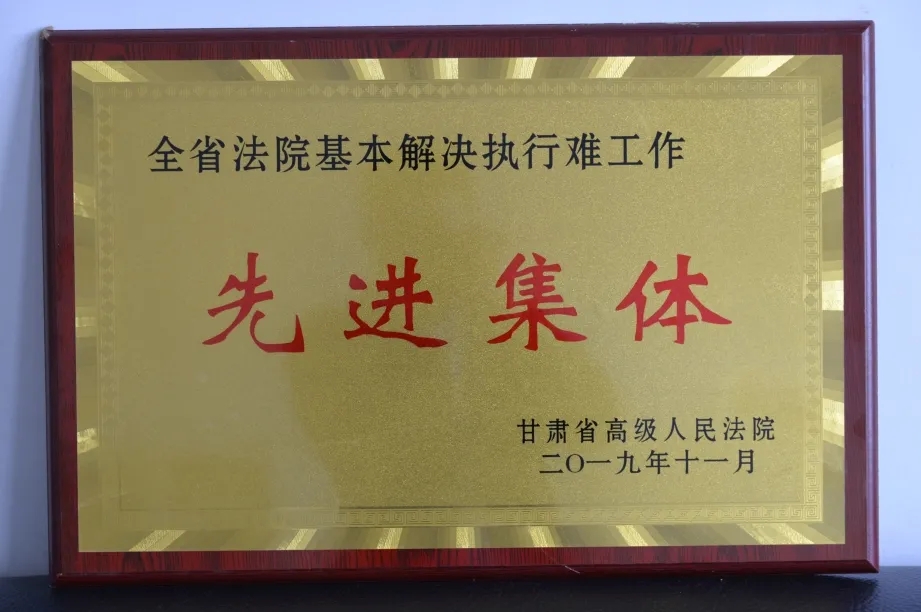 全省法院基本解决执行难工作
先进集体
甘肃省高级人民法院
二〇一九年十一月